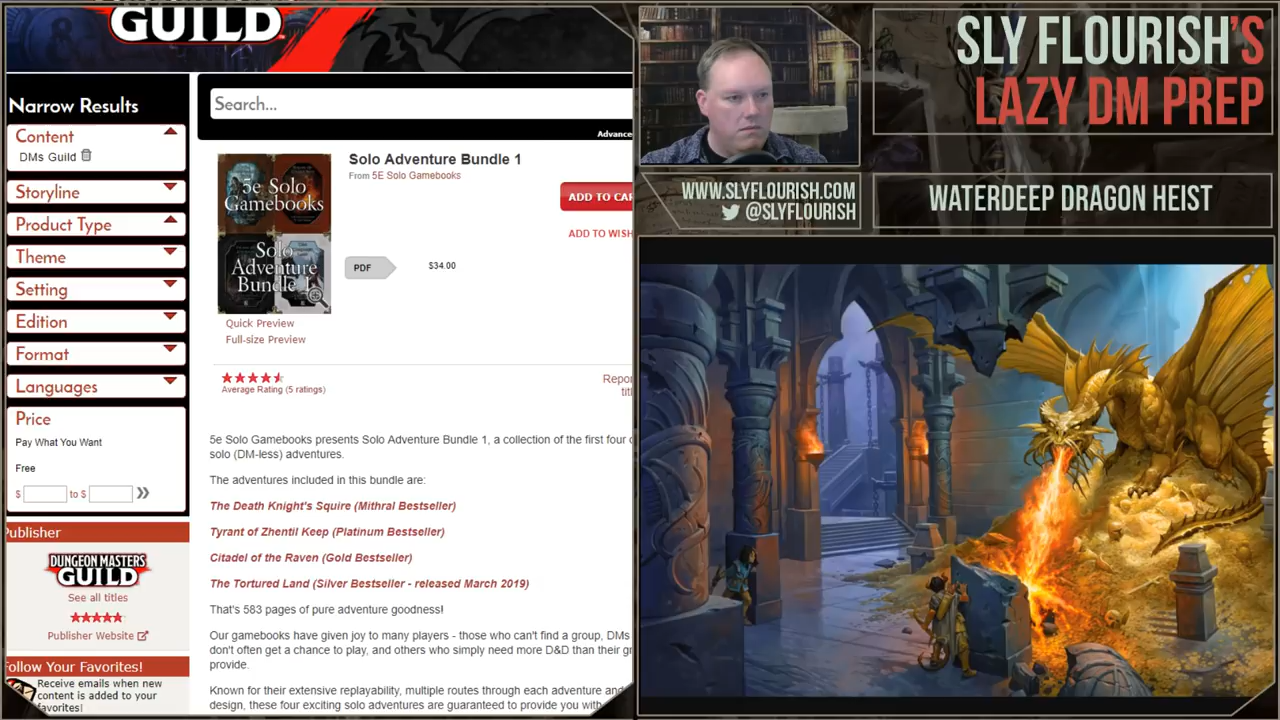 GUILD
Narrow Results
Content
DMs Guild
Storyline
Product Type
Theme
Setting
Edition
Format
Languages
Price
Pay What You Want
Free
$ to $
Publisher
DUNGEON MASTERS
GUILD
See all titles
Publisher Website
Follow Your Favorites!
Receive emails when new
content is added to your
favorites!
Search...
Advance
5e Solo
Gamebooks
Solo
Adventure
Bundle 1
Solo Adventure Bundle 1
From 5E Solo Gamebooks
ADD TO CAR
ADD TO WISH
PDF
$34.00
Quick Preview
Full-size Preview
Average Rating (5 ratings)
Repor
titl
5e Solo Gamebooks presents Solo Adventure Bundle 1, a collection of the first four
solo (DM-less) adventures.
The adventures included in this bundle are:
The Death Knight's Squire (Mithral Bestseller)
Tyrant of Zhentil Keep (Platinum Bestseller)
Citadel of the Raven (Gold Bestseller)
The Tortured Land (Silver Bestseller - released March 2019)
That's 583 pages of pure adventure goodness!
Our gamebooks have given joy to many players - those who can't find a group, DMs
don't often get a chance to play, and others who simply need more D&D than their gr
provide.
Known for their extensive replayability, multiple routes through each adventure and
design, these four exciting solo adventures are guaranteed to provide you with
SLY FLOURISH'S
LAZY DM PREP
WWW.SLYFLOURISH.COM
@SLYFLOURISH
WATERDEEP DRAGON HEIST